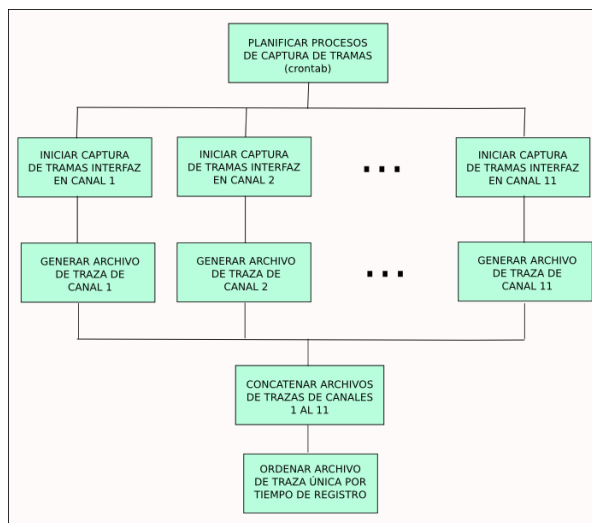 PLANIFICAR PROCESOS
DE CAPTURA DE TRAMAS
(crontab)
INICIAR CAPTURA
DE TRAMAS INTERFAZ
EN CANAL 1
INICIAR CAPTURA
DE TRAMAS INTERFAZ
EN CANAL 2
. . .
INICIAR CAPTURA
DE TRAMAS INTERFAZ
EN CANAL 11
GENERAR ARCHIVO
DE TRAZA DE
CANAL 1
GENERAR ARCHIVO
DE TRAZA DE
CANAL 2
. . .
GENERAR ARCHIVO
DE TRAZA DE
CANAL 11
CONCATENAR ARCHIVOS
DE TRAZAS DE CANALES
1 AL 11
ORDENAR ARCHIVO
DE TRAZA ÚNICA POR
TIEMPO DE REGISTRO